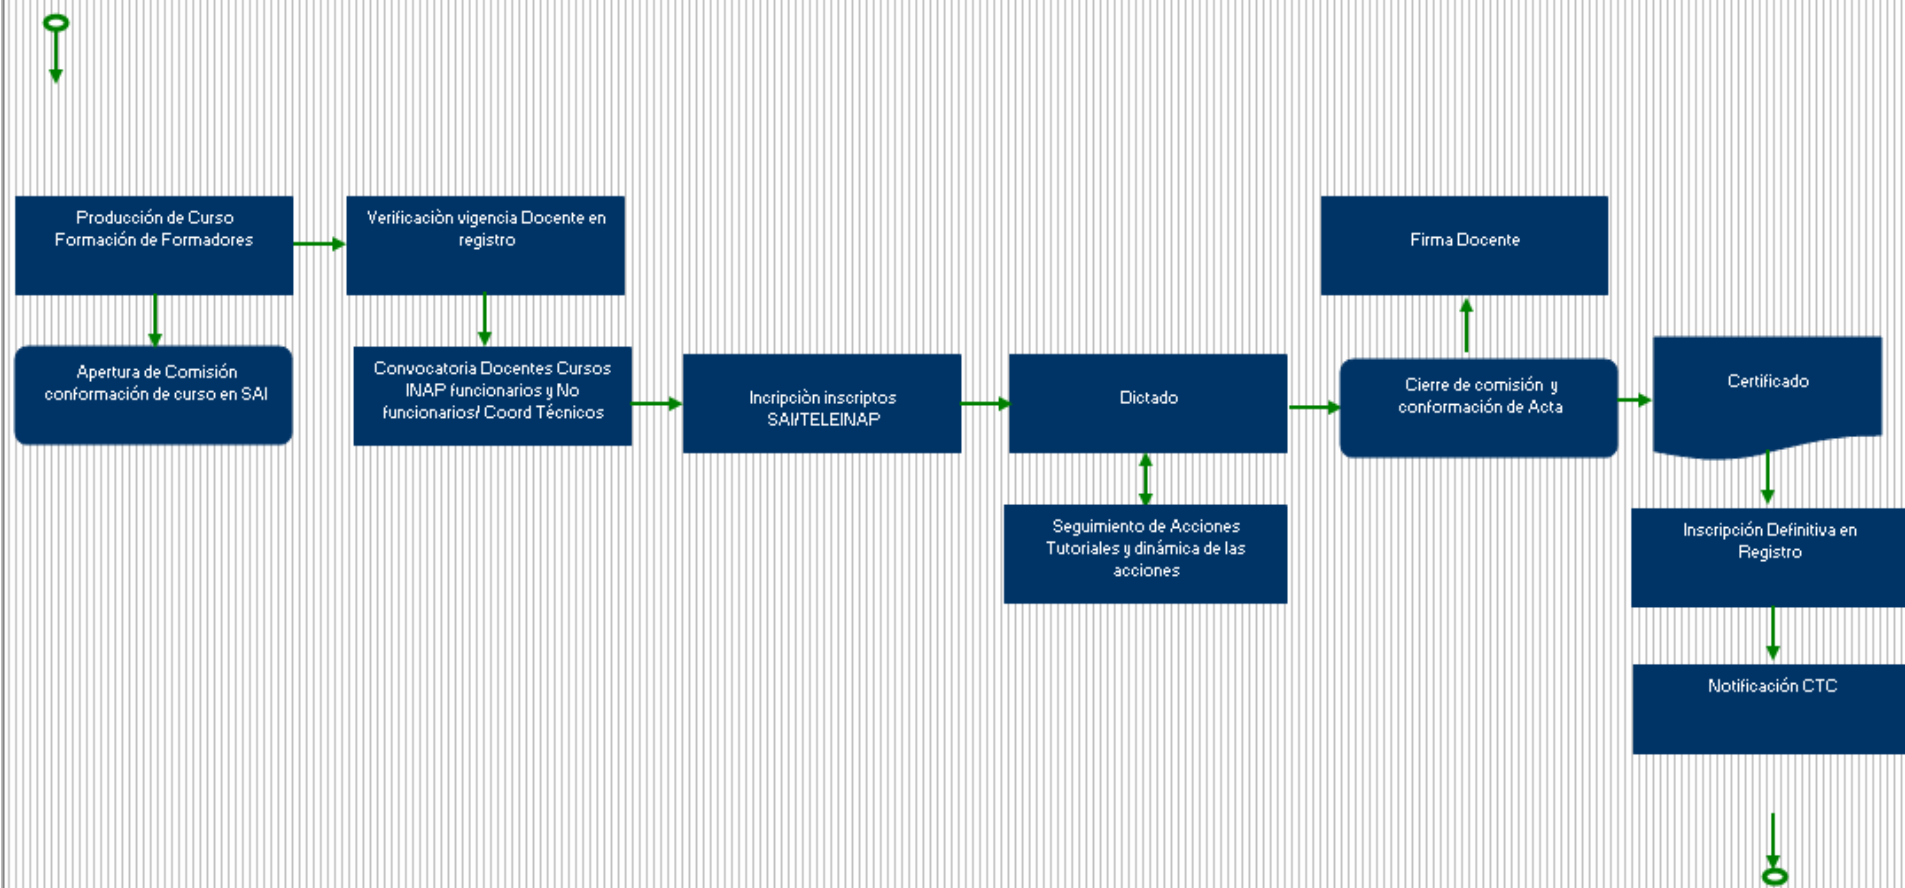 Producción de Curso
Formación de Formadores
Verificaciòn vigencia Docente en
registro
Firma Docente
Apertura de Comisión
conformación de curso en SAI
Convocatoria Docentes Cursos
INAP funcionarios y No
funcionarios/ Coord Técnicos
Incripciòn inscriptos
SAI/TELEINAP
Dictado
Cierre de comisión y
conformación de Acta
Certificado
Seguimiento de Acciones
Tutoriales y dinámica de las
acciones
Inscripción Definitiva en
Registro
Notificación CTC